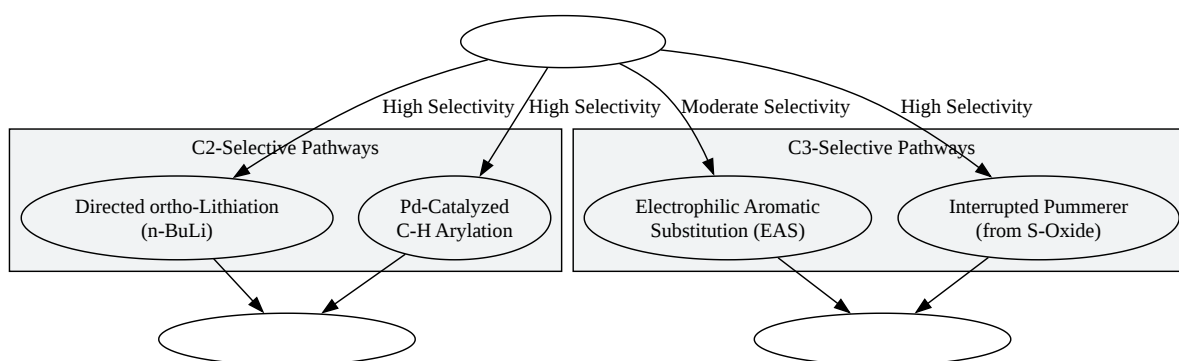 High Selectivity
High Selectivity
Moderate Selectivity
High Selectivity
C2-Selective Pathways
C3-Selective Pathways
Directed ortho-Lithiation
(n-BuLi)
Pd-Catalyzed
C-H Arylation
Electrophilic Aromatic
Substitution (EAS)
Interrupted Pummerer
(from S-Oxide)